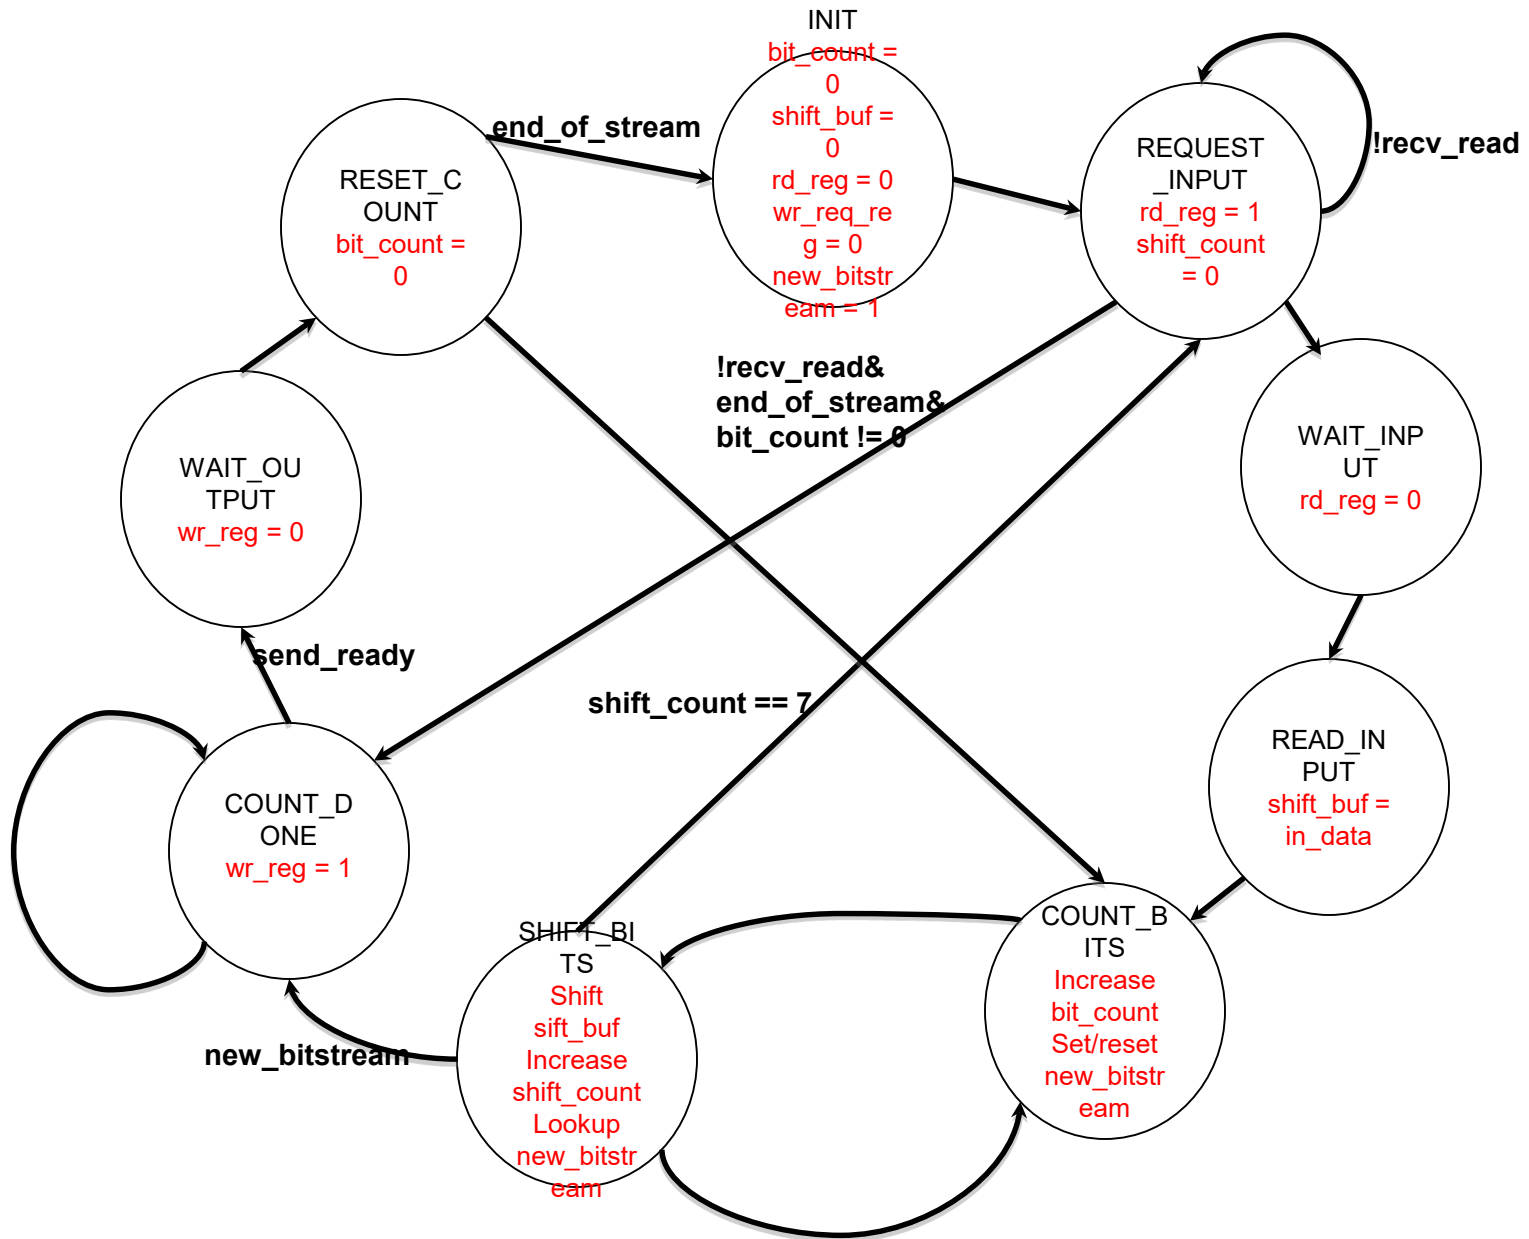 INIT
bit_count =
0
shift_buf =
0
rd_reg = 0
wr_req_re
g = 0
new_bitstr
eam = 1
end_of_stream
RESET_C
OUNT
bit_count =
0
REQUEST
_INPUT
rd_reg = 1
shift_count
= 0
!recv_read
!recv_read&
end_of_stream&
bit_count != 0
WAIT_OU
TPUT
wr_reg = 0
WAIT_INP
UT
rd_reg = 0
send_ready
shift_count == 7
READ_IN
PUT
shift_buf =
in_data
COUNT_D
ONE
wr_reg = 1
SHIFT_BI
TS
Shift
sift_buf
Increase
shift_count
Lookup
new_bitstr
eam
COUNT_B
ITS
Increase
bit_count
Set/reset
new_bitstr
eam
new_bitstream